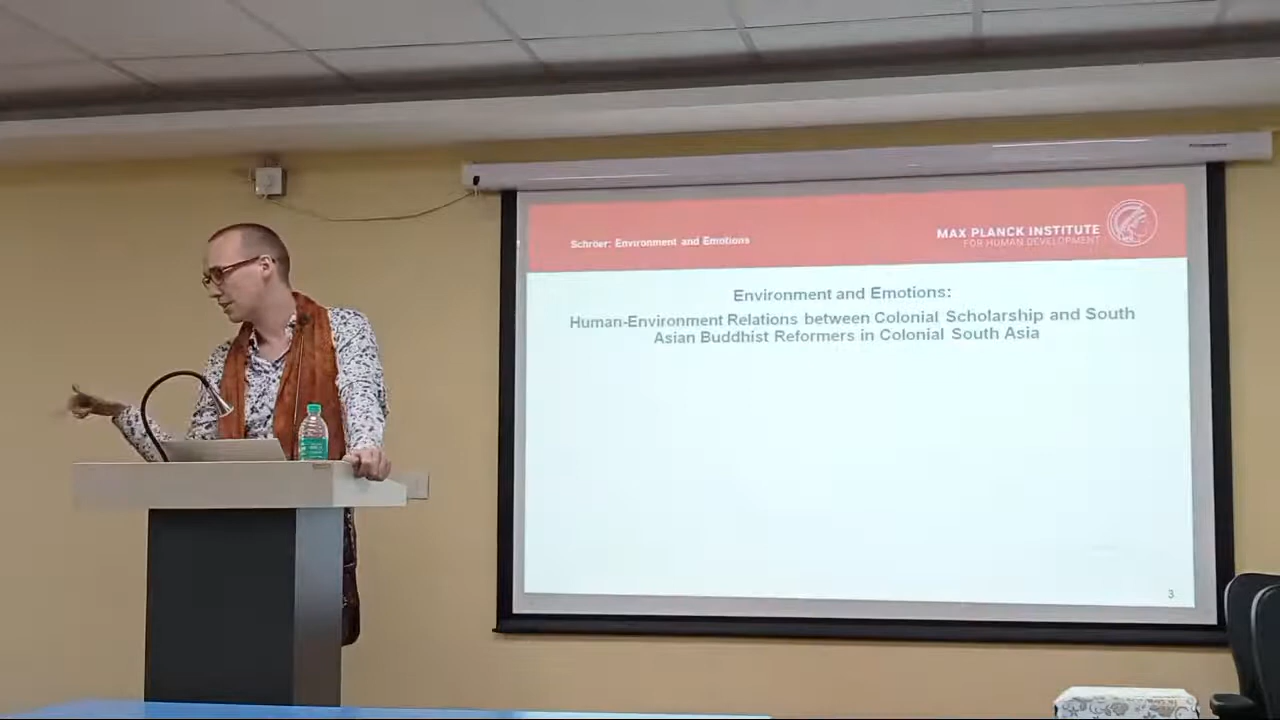 Schröer: Environment and Emotions
MAX PLANCK INSTITUTE
FOR HUMAN DEVELOPMENT
Environment and Emotions:
Human-Environment Relations between Colonial Scholarship and South
Asian Buddhist Reformers in Colonial South Asia
3